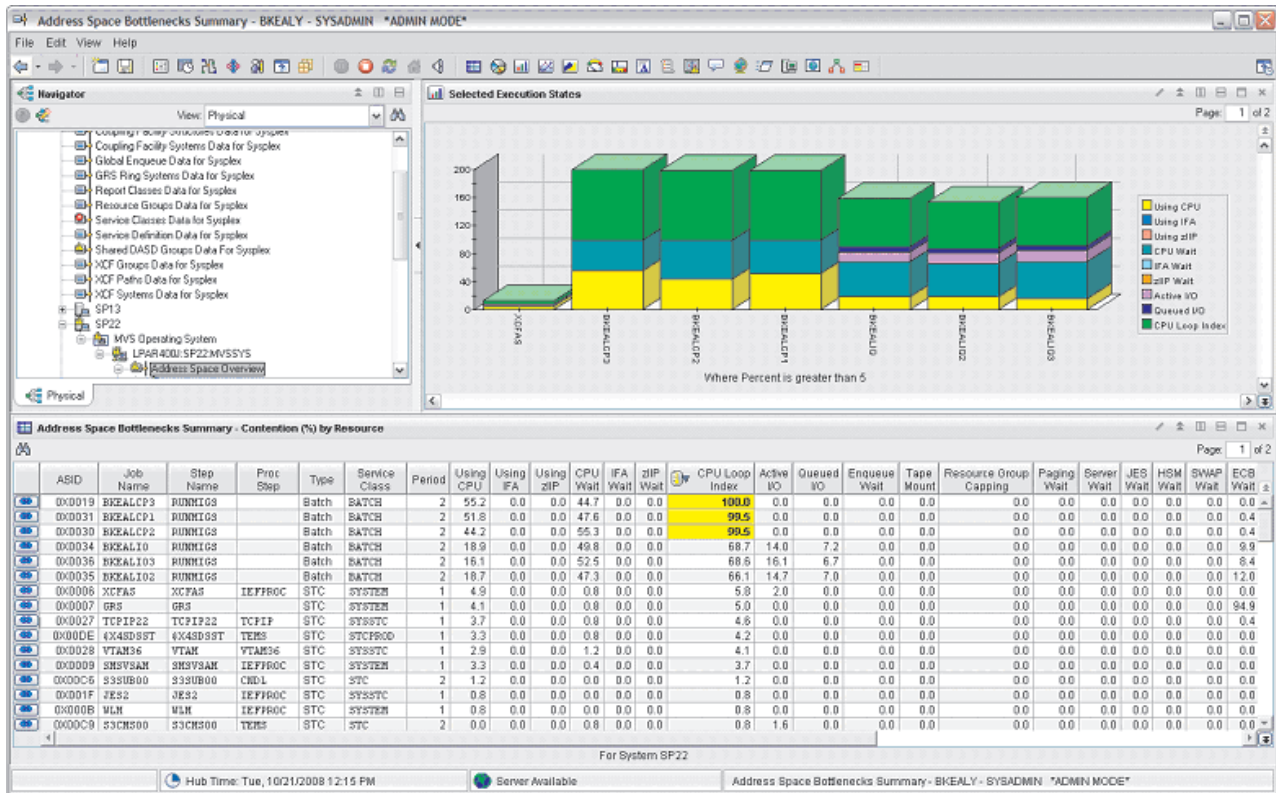 Address Space Bottlenecks Summary - BKEALY - SYSADMIN *ADMIN MODE*
File Edit View Help
Navigator
View: Physical
Coupling Facility Structures Data for Sysplex
Coupling Facility Systems Data for Sysplex
Global Enqueue Data for Sysplex
GRS Ring Systems Data for Sysplex
Report Classes Data for Sysplex
Resource Groups Data for Sysplex
Service Classes Data for Sysplex
Service Definition Data for Sysplex
Shared DASD Groups Data For Sysplex
XCF Groups Data for Sysplex
XCF Paths Data for Sysplex
XCF Systems Data for Sysplex
SP13
SP22
MVS Operating System
LPAR400J:SP22:MVSSYS
Address Space Overview
Physical
Selected Execution States
Page: 1 of 2
200
160
120
80
40
0
XCFAS
BKEALCP3
BKEALCP2
BKEALCP1
BKEALIO
BKEALIO2
BKEALIO3
Where Percent is greater than 5
Using CPU
Using IFA
Using zIIP
CPU Wait
IFA Wait
zIIP Wait
Active I/O
Queued I/O
CPU Loop Index
Address Space Bottlenecks Summary - Contention (%) by Resource
Page: 1 of 2
ASID Job Name Step Name Proc Step Type Service Class Period Using CPU Using IFA Using zIIP CPU Wait IFA Wait zIIP Wait CPU Loop Index Active I/O Queued I/O Enqueue Wait Tape Mount Resource Group Capping Paging Wait Server Wait JES Wait HSM Wait SWAP Wait ECB Wait
0X0019 BKEALCP3 RUNMIGS Batch BATCH 2 55.2 0.0 0.0 44.7 0.0 0.0 100.0 0.0 0.0 0.0 0.0 0.0 0.0 0.0 0.0 0.0 0.0 0.0
0X0031 BKEALCP1 RUNMIGS Batch BATCH 2 51.8 0.0 0.0 47.6 0.0 0.0 99.5 0.0 0.0 0.0 0.0 0.0 0.0 0.0 0.0 0.0 0.0 0.4
0X0030 BKEALCP2 RUNMIGS Batch BATCH 2 44.2 0.0 0.0 55.3 0.0 0.0 99.5 0.0 0.0 0.0 0.0 0.0 0.0 0.0 0.0 0.0 0.0 0.4
0X0034 BKEALIO RUNMIGS Batch BATCH 2 18.9 0.0 0.0 49.8 0.0 0.0 68.7 14.0 7.2 0.0 0.0 0.0 0.0 0.0 0.0 0.0 0.0 9.9
0X0036 BKEALIO3 RUNMIGS Batch BATCH 2 16.1 0.0 0.0 52.5 0.0 0.0 68.6 16.1 6.7 0.0 0.0 0.0 0.0 0.0 0.0 0.0 0.0 8.4
0X0035 BKEALIO2 RUNMIGS Batch BATCH 2 18.7 0.0 0.0 47.3 0.0 0.0 66.1 14.7 7.0 0.0 0.0 0.0 0.0 0.0 0.0 0.0 0.0 12.0
0X0006 XCFAS XCFAS IEFPROC STC SYSTEM 1 4.9 0.0 0.0 0.8 0.0 0.0 5.8 2.0 0.0 0.0 0.0 0.0 0.0 0.0 0.0 0.0 0.0 0.0
0X0007 GRS GRS STC SYSTEM 1 4.1 0.0 0.0 0.8 0.0 0.0 5.0 0.0 0.0 0.0 0.0 0.0 0.0 0.0 0.0 0.0 0.0 94.9
0X0027 TCPIP22 TCPIP22 TCPIP STC SYSSTC 1 3.7 0.0 0.0 0.8 0.0 0.0 4.6 0.0 0.0 0.0 0.0 0.0 0.0 0.0 0.0 0.0 0.0 0.4
0X00DE 4X4SDSST 4X4SDSST TEMS STC STCPROD 1 3.3 0.0 0.0 0.8 0.0 0.0 4.2 0.0 0.0 0.0 0.0 0.0 0.0 0.0 0.0 0.0 0.0 0.0
0X0028 VTAM36 VTAM VTAM36 STC SYSSTC 1 2.9 0.0 0.0 1.2 0.0 0.0 4.1 0.0 0.0 0.0 0.0 0.0 0.0 0.0 0.0 0.0 0.0 0.0
0X0009 SMSVSAM SMSVSAM IEFPROC STC SYSTEM 1 3.3 0.0 0.0 0.4 0.0 0.0 3.7 0.0 0.0 0.0 0.0 0.0 0.0 0.0 0.0 0.0 0.0 0.0
0X00C6 S3SUB00 S3SUB00 CNDL STC STC 2 1.2 0.0 0.0 0.0 0.0 0.0 1.2 0.0 0.0 0.0 0.0 0.0 0.0 0.0 0.0 0.0 0.0 0.0
0X001F JES2 JES2 IEFPROC STC SYSSTC 1 0.8 0.0 0.0 0.0 0.0 0.0 0.8 0.0 0.0 0.0 0.0 0.0 0.0 0.0 0.0 0.0 0.0 0.0
0X000B WLM WLM IEFPROC STC SYSTEM 1 0.8 0.0 0.0 0.0 0.0 0.0 0.8 0.0 0.0 0.0 0.0 0.0 0.0 0.0 0.0 0.0 0.0 0.0
0X00C9 S3CMS00 S3CMS00 TEMS STC STC 2 0.0 0.0 0.0 0.8 0.0 0.0 0.8 1.6 0.0 0.0 0.0 0.0 0.0 0.0 0.0 0.0 0.0 0.0
For System SP22
Hub Time: Tue, 10/21/2008 12:15 PM
Server Available
Address Space Bottlenecks Summary - BKEALY - SYSADMIN *ADMIN MODE*